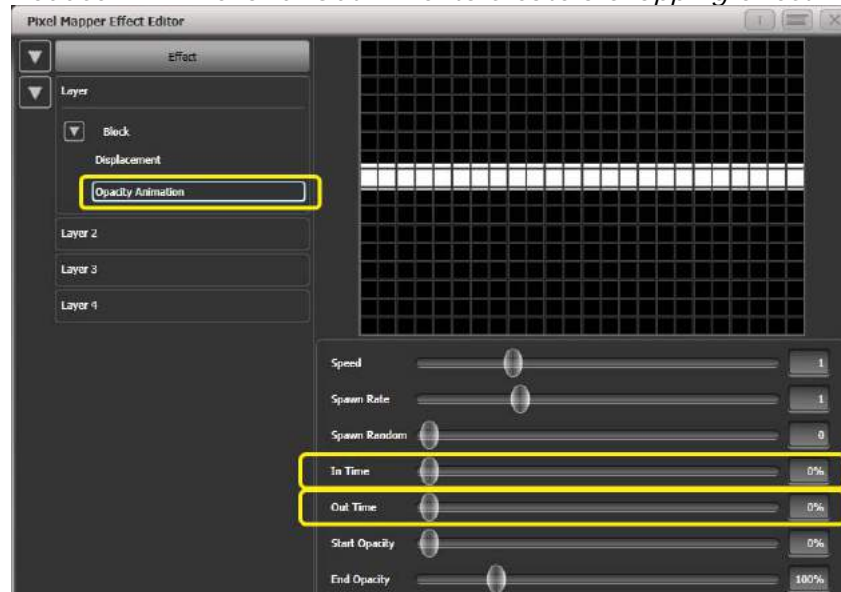 Pixel Mapper Effect Editor
Effect
Layer
Block
Displacement
Opacity Animation
Layer 2
Layer 3
Layer 4
Speed 1
Spawn Rate 1
Spawn Random 0
In Time 0%
Out Time 0%
Start Opacity 0%
End Opacity 100%